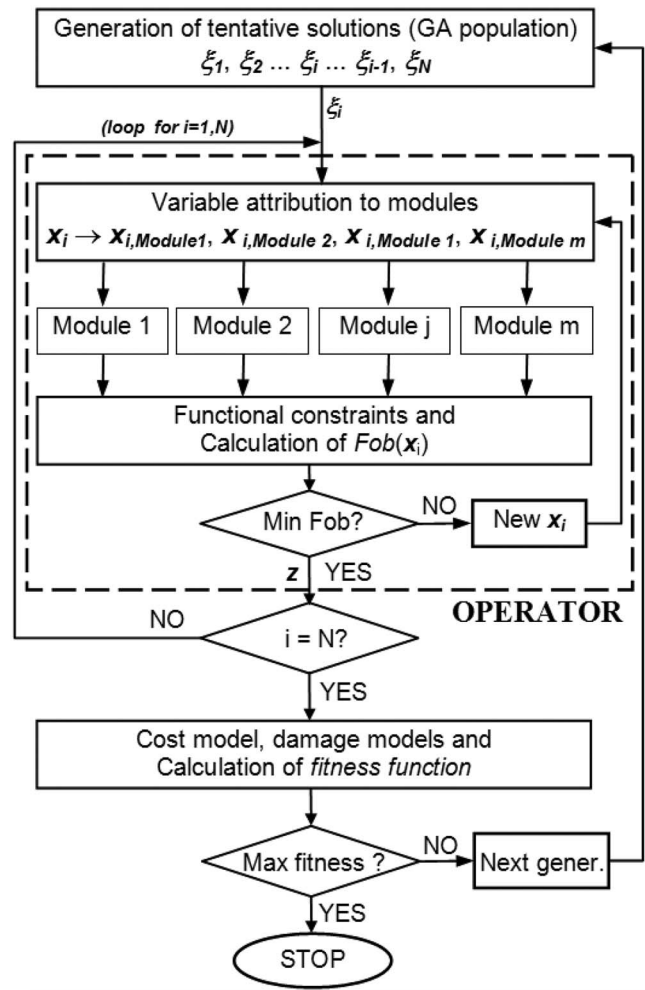 Generation of tentative solutions (GA population)
ξ1, ξ2 ... ξi ... ξi-1, ξN
ξi
(loop for i=1,N)
Variable attribution to modules
xi → xi,Module1, x i,Module 2, x i,Module 1, x i,Module m
Module 1
Module 2
Module j
Module m
Functional constraints and
Calculation of Fob(xi)
Min Fob?
NO
New xi
z
YES
OPERATOR
NO
i = N?
YES
Cost model, damage models and
Calculation of fitness function
Max fitness ?
NO
Next gener.
YES
STOP